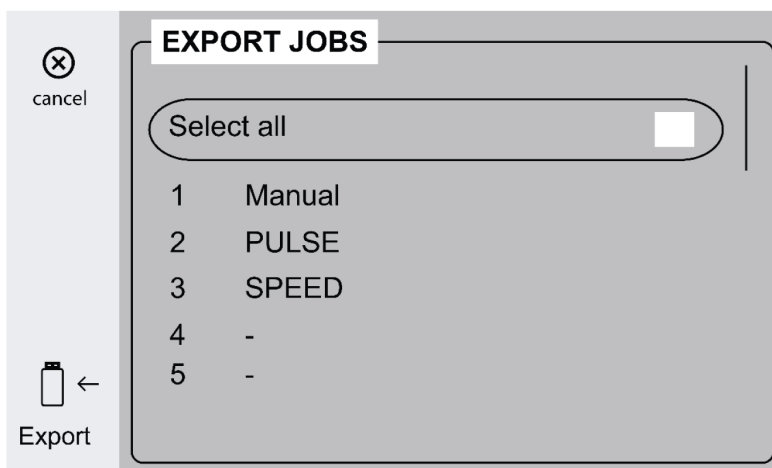 EXPORT JOBS
cancel
Select all
1 Manual
2 PULSE
3 SPEED
4 -
5 -
Export